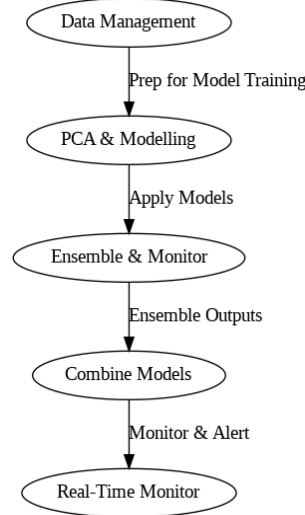 Data Management
Prep for Model Training
PCA & Modelling
Apply Models
Ensemble & Monitor
Ensemble Outputs
Combine Models
Monitor & Alert
Real-Time Monitor